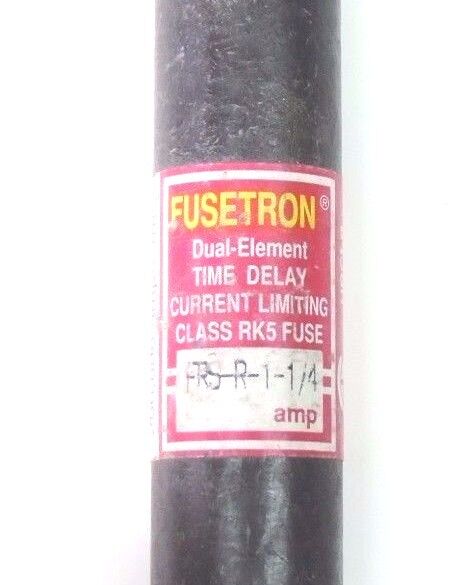 FUSETRON®
Dual-Element
TIME DELAY
CURRENT LIMITING
CLASS RK5 FUSE
FRS-R-1-1/4
amp